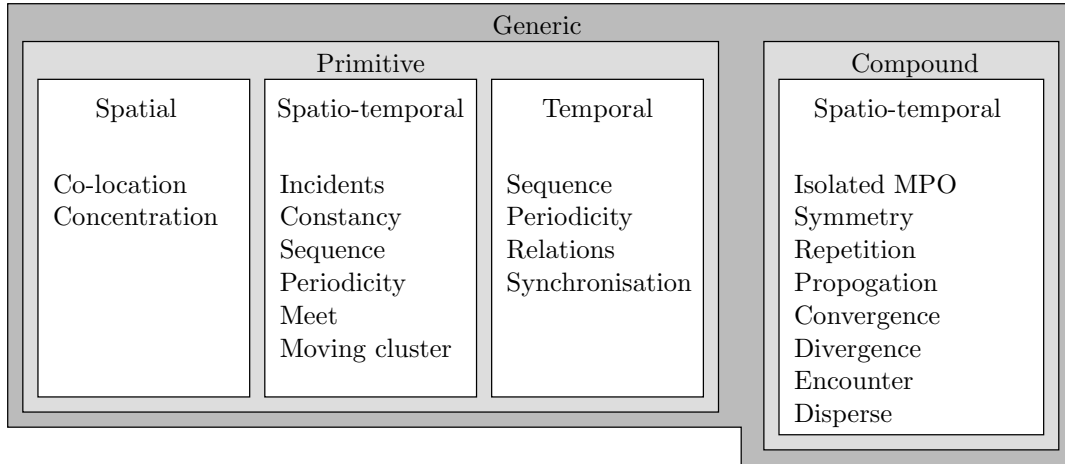 Generic
Primitive
Spatial
Co-location
Concentration
Spatio-temporal
Incidents
Constancy
Sequence
Periodicity
Meet
Moving cluster
Temporal
Sequence
Periodicity
Relations
Synchronisation
Compound
Spatio-temporal
Isolated MPO
Symmetry
Repetition
Propogation
Convergence
Divergence
Encounter
Disperse